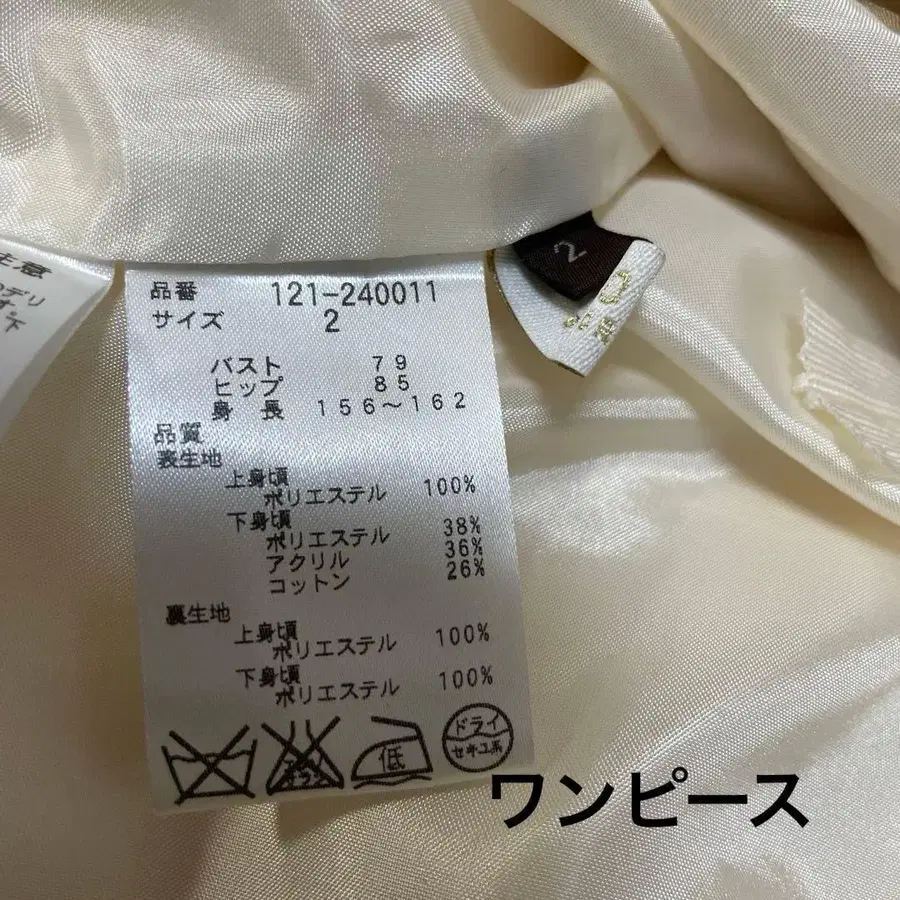 品番 121-240011
サイズ 2
バスト 79
ヒップ 85
身長 156～162
品質
表生地
上身頃
ポリエステル 100%
下身頃
ポリエステル 38%
アクリル 36%
コットン 26%
裏生地
上身頃
ポリエステル 100%
下身頃
ポリエステル 100%
低
ドライ
セキユ系
2
ワンピース